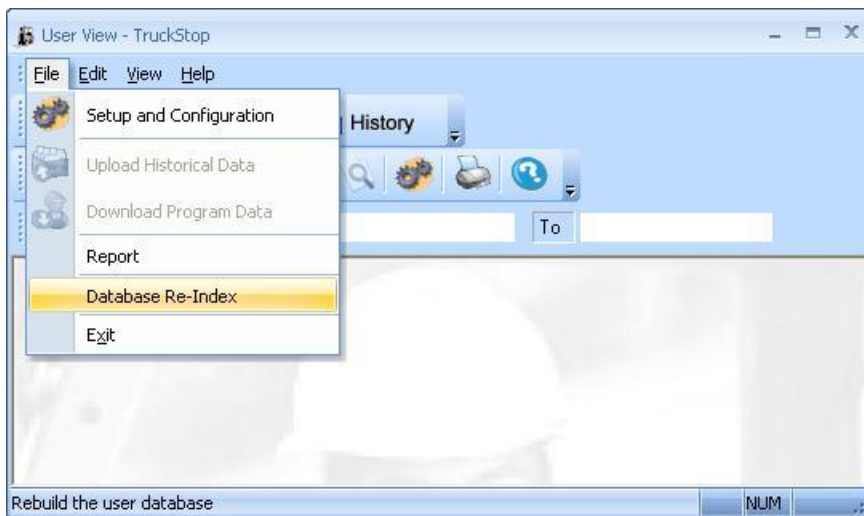 User View - TruckStop
File Edit View Help
Setup and Configuration
History
Upload Historical Data
Download Program Data
To
Report
Database Re-Index
Exit
Rebuild the user database
NUM